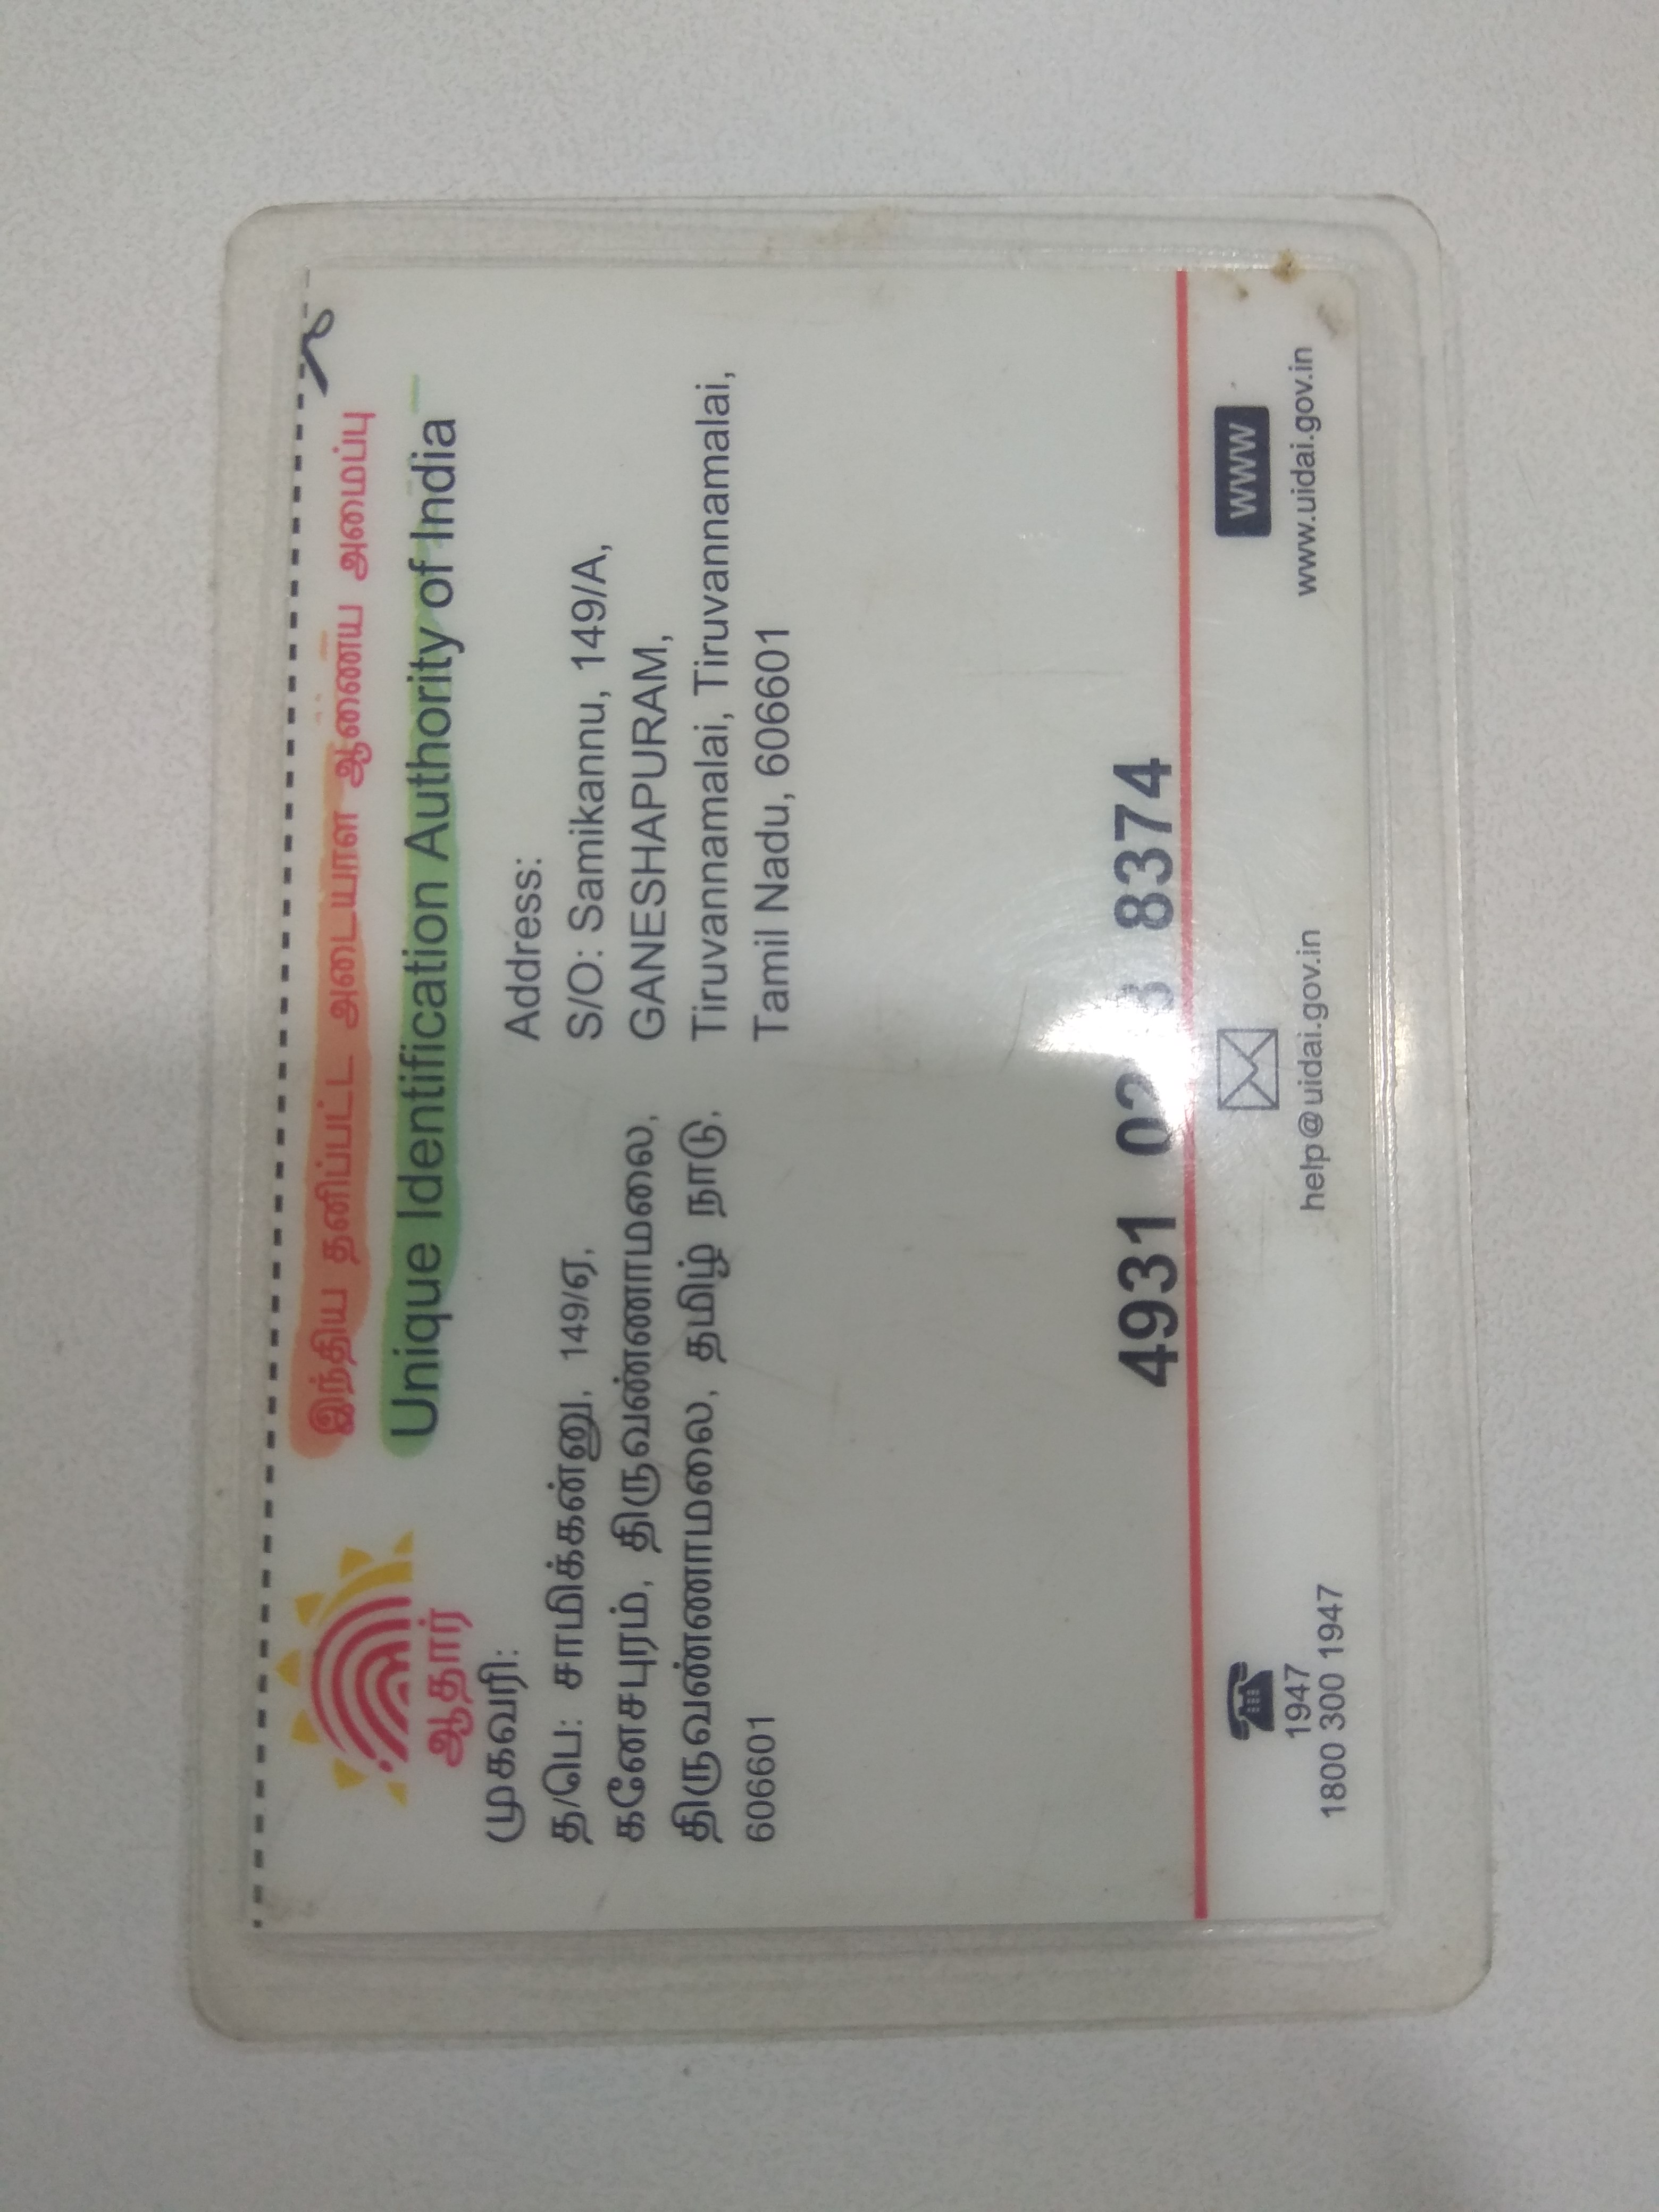 இந்திய தனிப்பட்ட அடையாள ஆணைய அமைப்பு
Unique Identification Authority of India
ஆதார்
முகவரி:
த/பெ: சாமிக்கன்னு, 149/ஏ,
கனேசபுரம், திருவண்ணாமலை,
திருவண்ணாமலை, தமிழ் நாடு,
606601
Address:
S/O: Samikannu, 149/A,
GANESHAPURAM,
Tiruvannamalai, Tiruvannamalai,
Tamil Nadu, 606601
4931 8374
1947
1800 300 1947
help@uidai.gov.in
www
www.uidai.gov.in